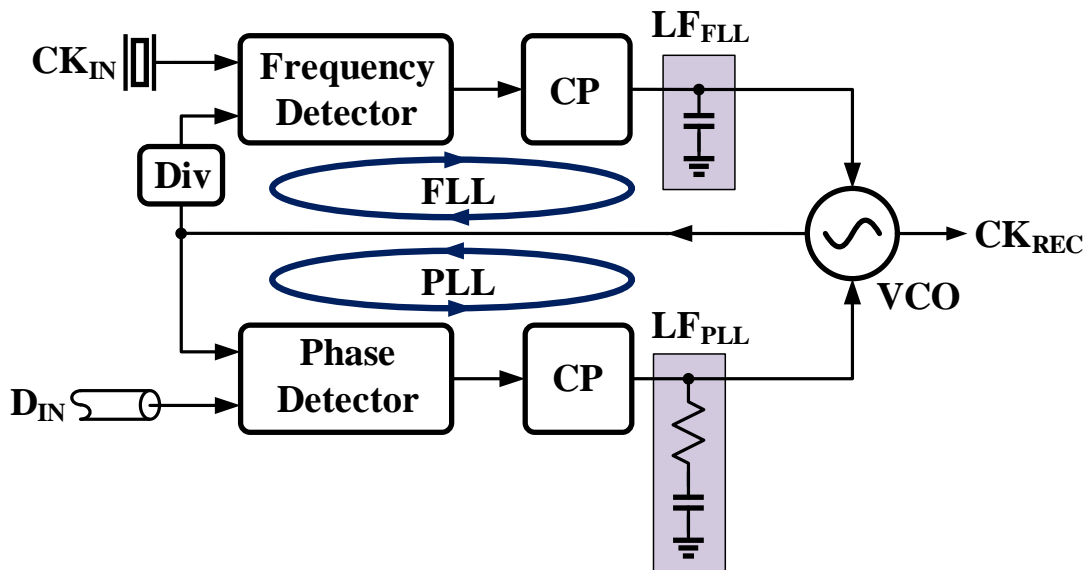 LF_FLL
CK_IN
Frequency
Detector
CP
Div
FLL
CK_REC
PLL
VCO
LF_PLL
Phase
Detector
CP
D_IN